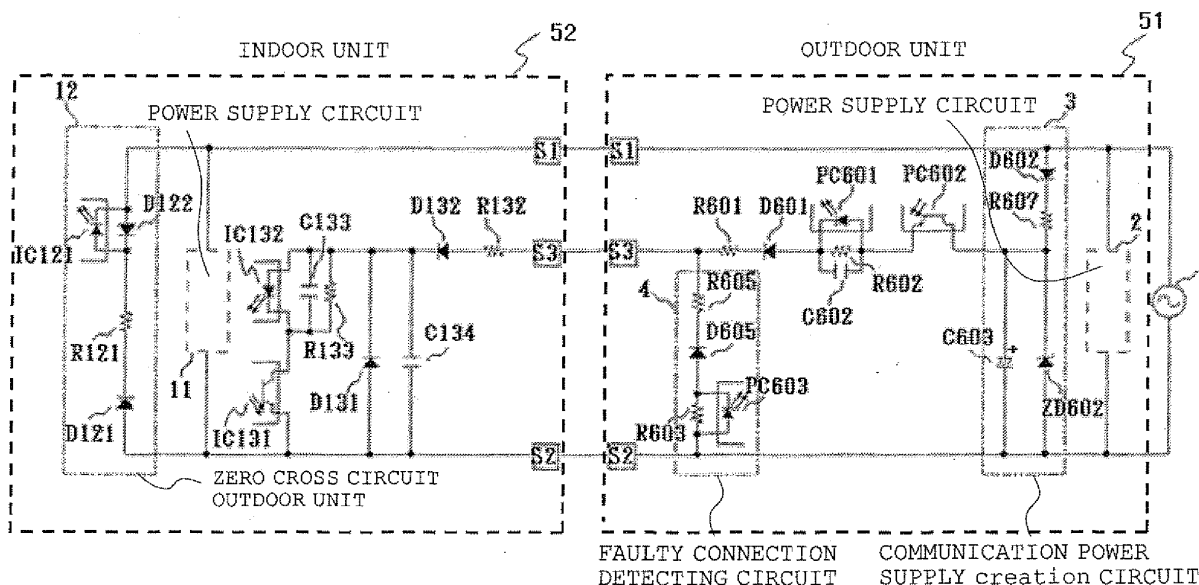 52
51
INDOOR UNIT
OUTDOOR UNIT
12
POWER SUPPLY CIRCUIT
POWER SUPPLY CIRCUIT
3
S1
S1
D602
PC601
PC602
D122
D132
R132
R601
D601
R607
IC121
IC132
C133
2
S3
S3
4
R605
R602
C602
R121
R133
C134
D605
C603
+
11
D131
PC603
D121
IC131
R603
ZD602
S2
S2
ZERO CROSS CIRCUIT
OUTDOOR UNIT
FAULTY CONNECTION
DETECTING CIRCUIT
COMMUNICATION POWER
SUPPLY creation CIRCUIT